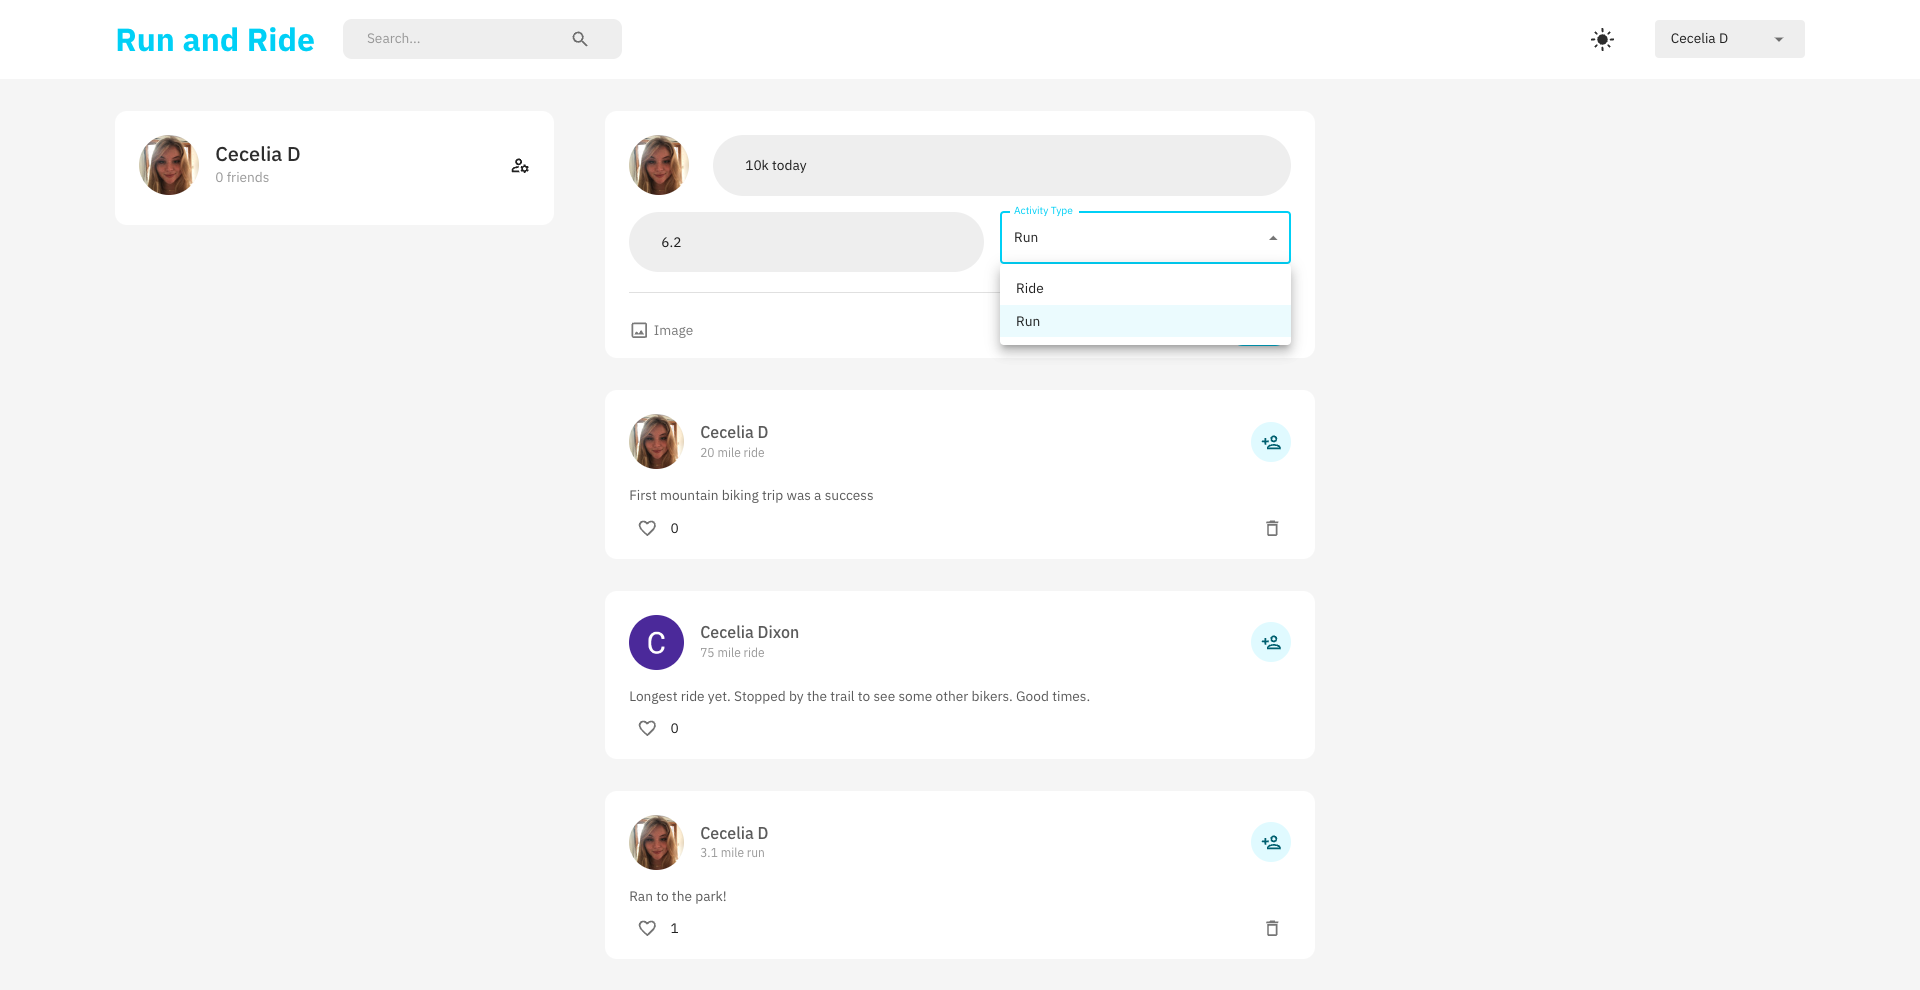 Run and Ride
Search...
Cecelia D
Cecelia D
0 friends
10k today
6.2
Activity Type
Run
Ride
Run
Image
Cecelia D
20 mile ride
First mountain biking trip was a success
0
C
Cecelia Dixon
75 mile ride
Longest ride yet. Stopped by the trail to see some other bikers. Good times.
0
Cecelia D
3.1 mile run
Ran to the park!
1